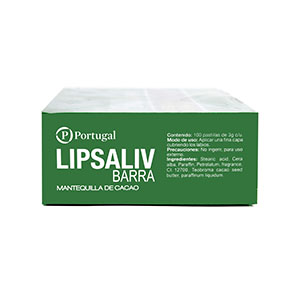 P Portugal
LIPSALIV
BARRA
MANTEQUILLA DE CACAO
Contenido: 100 pastillas de 3g c/u.
Modo de uso: Aplicar una fina capa
cubriendo los labios.
Precauciones: No ingerir, para uso
externo.
Ingredientes: Stearic acid, Cera
alba, Paraffin, Petrolatum, fragrance,
CI. 12700, Teobroma cacao seed
butter, paraffinum liquidum